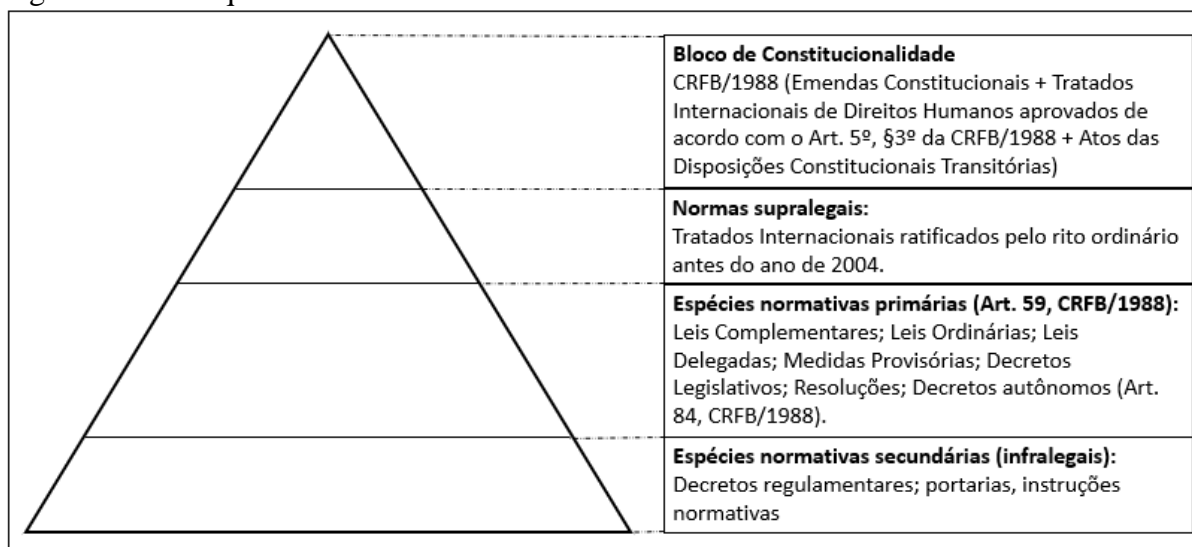 Bloco de Constitucionalidade
CRFB/1988 (Emendas Constitucionais + Tratados
Internacionais de Direitos Humanos aprovados de
acordo com o Art. 5º, §3º da CRFB/1988 + Atos das
Disposições Constitucionais Transitórias)
Normas supralegais:
Tratados Internacionais ratificados pelo rito ordinário
antes do ano de 2004.
Espécies normativas primárias (Art. 59, CRFB/1988):
Leis Complementares; Leis Ordinárias; Leis
Delegadas; Medidas Provisórias; Decretos
Legislativos; Resoluções; Decretos autônomos (Art.
84, CRFB/1988).
Espécies normativas secundárias (infralegais):
Decretos regulamentares; portarias, instruções
normativas